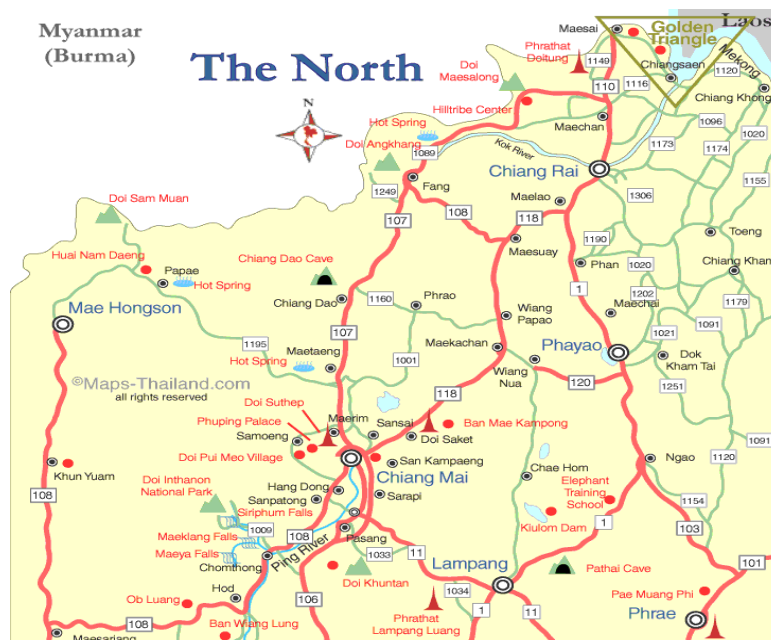 Myanmar
(Burma)
The North
Laos
Golden
Triangle
Maesai
Phrathat
Doitung
1149
Chiangsaen
Mekong
1120
Doi
Maesalong
110
1116
Chiang Khong
Hilltribe Center
N
Maechan
1096
1020
Hot Spring
1089
Kok River
1173
1174
Doi Angkhang
Chiang Rai
1155
Fang
1249
Maelao
1306
Doi Sam Muan
107
108
118
Toeng
1190
Huai Nam Daeng
Maesuay
Chiang Dao Cave
Phan
1020
Chiang Khan
Papae
Hot Spring
1
1202
Chiang Dao
1160
Phrao
1179
Mae Hongson
Wiang
Papao
Maechai
1091
107
1021
1195
Maetaeng
Maekachan
Phayao
Hot Spring
1001
Wiang
Nua
Dok
Kham Tai
©Maps-Thailand.com
all rights reserved
120
1251
118
Doi Suthep
Phuping Palace
Maerim
Sansai
Ban Mae Kampong
Samoeng
Doi Saket
1091
Doi Pui Meo Village
San Kampaeng
Ngao
1120
Khun Yuam
Chae Hom
Chiang Mai
Doi Inthanon
National Park
Hang Dong
Elephant
Training
School
108
Sanpatong
Sarapi
1154
Siriphum Falls
1
Kiulom Dam
1009
108
103
Maeklang Falls
Pasang
Maeya Falls
Ping River
1033
11
101
Chomthong
Lampang
Pathai Cave
Doi Khuntan
Hod
1034
Pae Muang Phi
Ob Luang
106
Phrathat
Lampang Luang
1
11
Phrae
108
Ban Wiang Lung
Maesariang